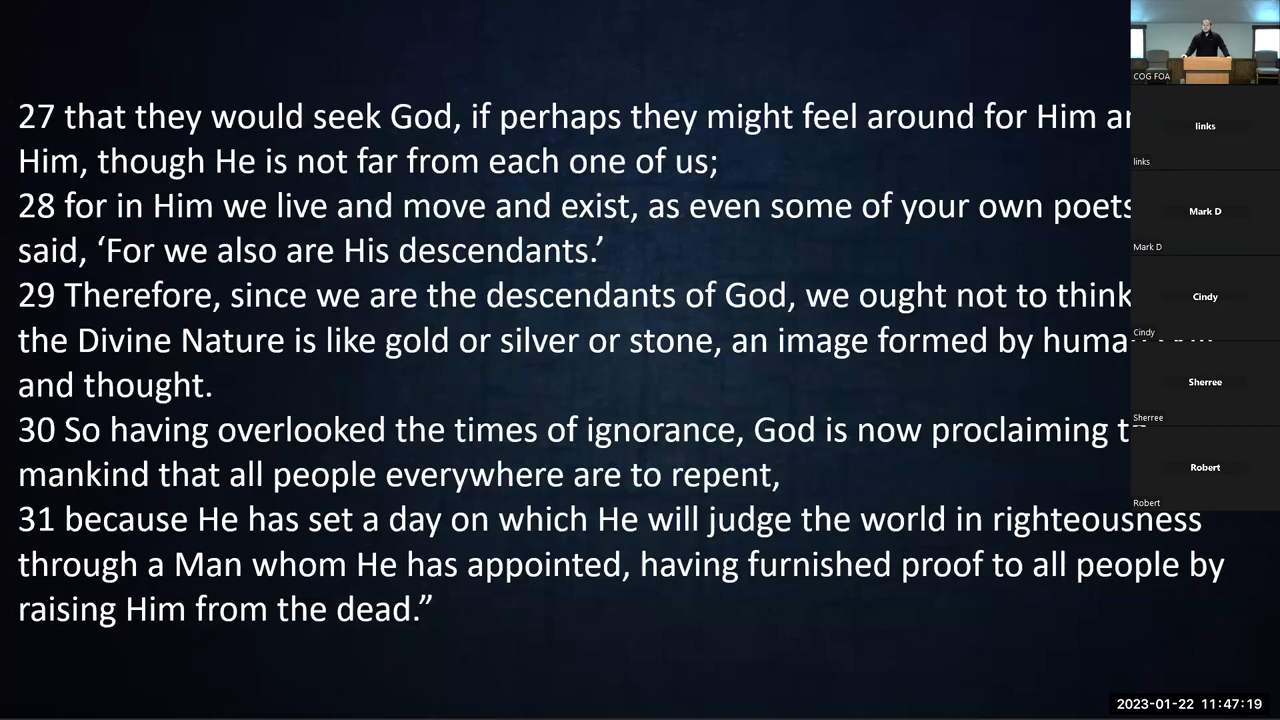 27 that they would seek God, if perhaps they might feel around for Him
Him, though He is not far from each one of us;
28 for in Him we live and move and exist, as even some of your own poets
said, ‘For we also are His descendants.’
29 Therefore, since we are the descendants of God, we ought not to think
the Divine Nature is like gold or silver or stone, an image formed by
and thought.
30 So having overlooked the times of ignorance, God is now proclaiming
mankind that all people everywhere are to repent,
31 because He has set a day on which He will judge the world in righteousness
through a Man whom He has appointed, having furnished proof to all people by
raising Him from the dead.”
COG FOA
links
links
Mark D
Mark D
Cindy
Cindy
Sherree
Sherree
Robert
Robert
2023-01-22 11:47:19